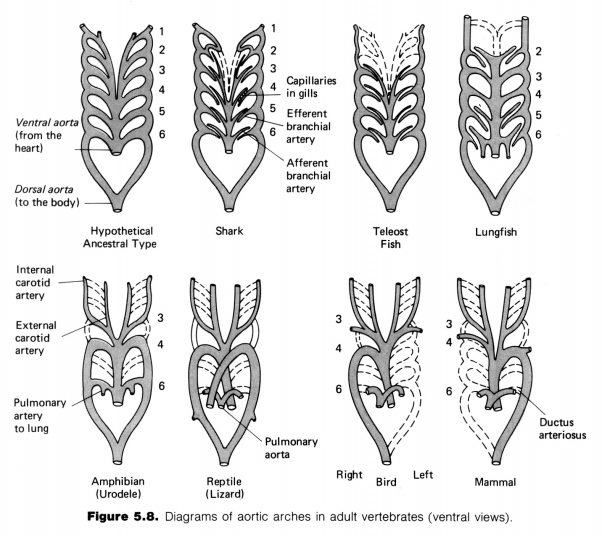 1
2
3
4
5
6
Ventral aorta
(from the
heart)
Dorsal aorta
(to the body)
Hypothetical
Ancestral Type
1
2
3
4
5
6
Capillaries
in gills
Efferent
branchial
artery
Afferent
branchial
artery
Shark
Teleost
Fish
2
3
4
5
6
Lungfish
Internal
carotid
artery
External
carotid
artery
Pulmonary
artery
to lung
3
4
6
Amphibian
(Urodele)
Pulmonary
aorta
Reptile
(Lizard)
3
4
6
Right
Bird
Left
3
4
6
Ductus
arteriosus
Mammal
Figure 5.8. Diagrams of aortic arches in adult vertebrates (ventral views).